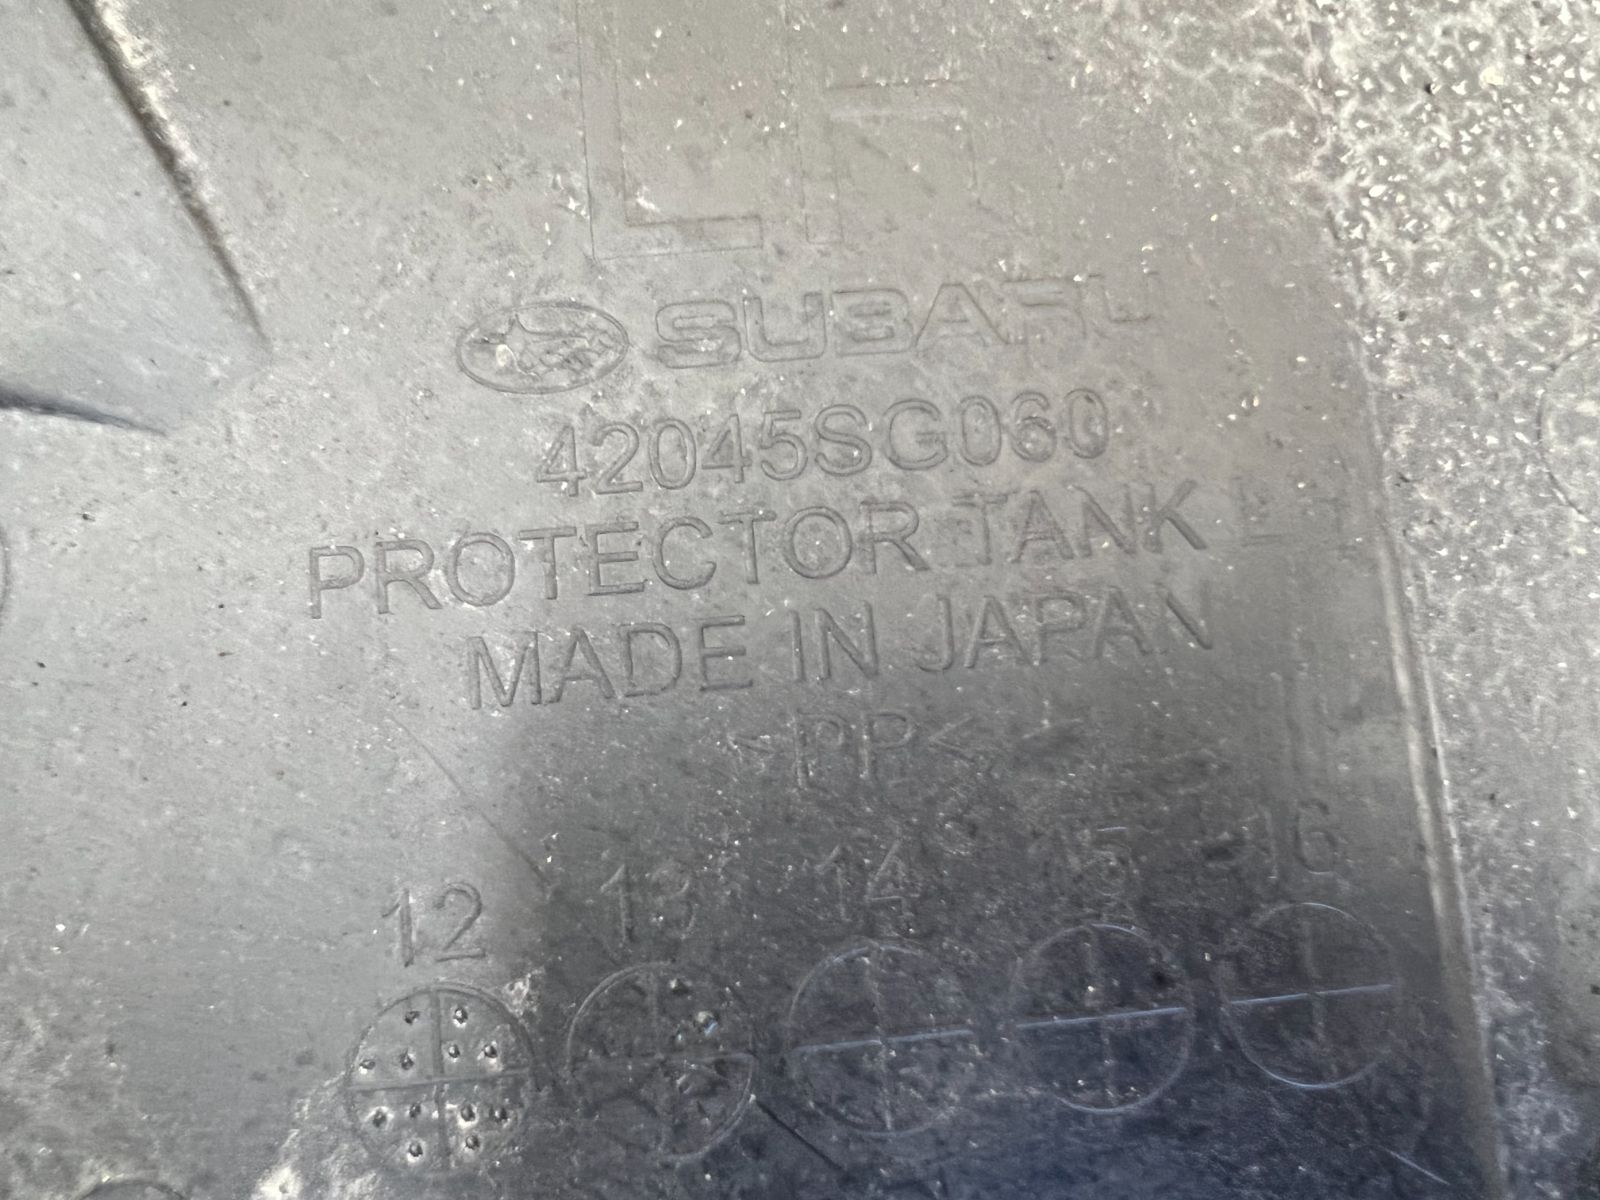 LH
SUBARU
42045SG060
PROTECTOR TANK LH
MADE IN JAPAN
>PP<
12 13 14 15 16